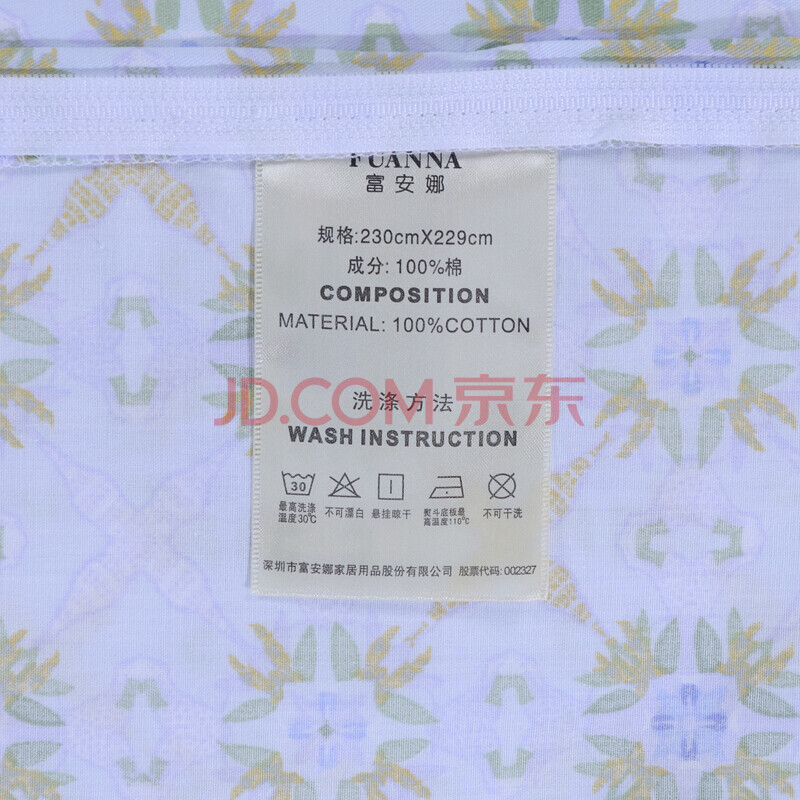 FUANNA
富安娜
规格:230cmX229cm
成分: 100%棉
COMPOSITION
MATERIAL: 100%COTTON
JD.COM 京东
洗涤方法
WASH INSTRUCTION
30
最高洗涤 不可漂白 悬挂晾干 熨斗底板最 不可干洗
温度30℃ 高温度110℃
深圳市富安娜家居用品股份有限公司 股票代码: 002327